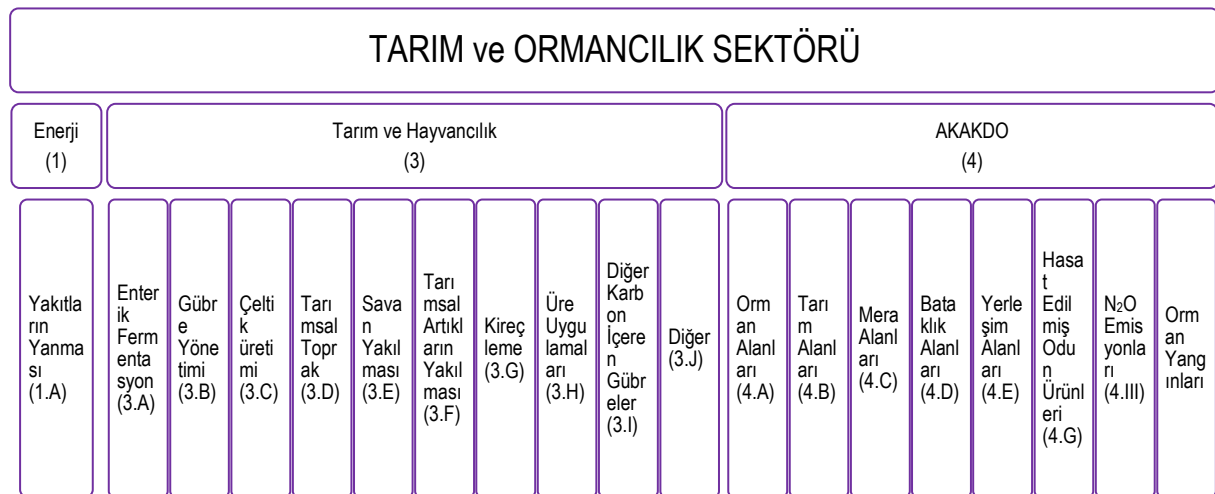 TARIM ve ORMANCILIK SEKTÖRÜ
Enerji
(1)
Tarım ve Hayvancılık
(3)
AKAKDO
(4)
Yakıtla
rın
Yanma
sı
(1.A)
Enter
ik
Ferm
enta
syon
(3.A)
Gübr
e
Yöne
timi
(3.B)
Çelti
k
üreti
mi
(3.C)
Tarı
msal
Topr
ak
(3.D)
Sava
n
Yakıl
ması
(3.E)
Tarı
msal
Artıkl
arın
Yakıl
ması
(3.F)
Kireç
leme
(3.G)
Üre
Uygu
lamal
arı
(3.H)
Diğer
Karb
on
İçere
n
Gübr
eler
(3.I)
Diğer
(3.J)
Orm
an
Alanl
arı
(4.A)
Tarı
m
Alanl
arı
(4.B)
Mera
Alanl
arı
(4.C)
Bata
klık
Alanl
arı
(4.D)
Yerle
şim
Alanl
arı
(4.E)
Hasa
t
Edil
miş
Odu
n
Ürünl
eri
(4.G)
N₂O
Emis
yonla
rı
(4.III)
Orm
an
Yang
ınları